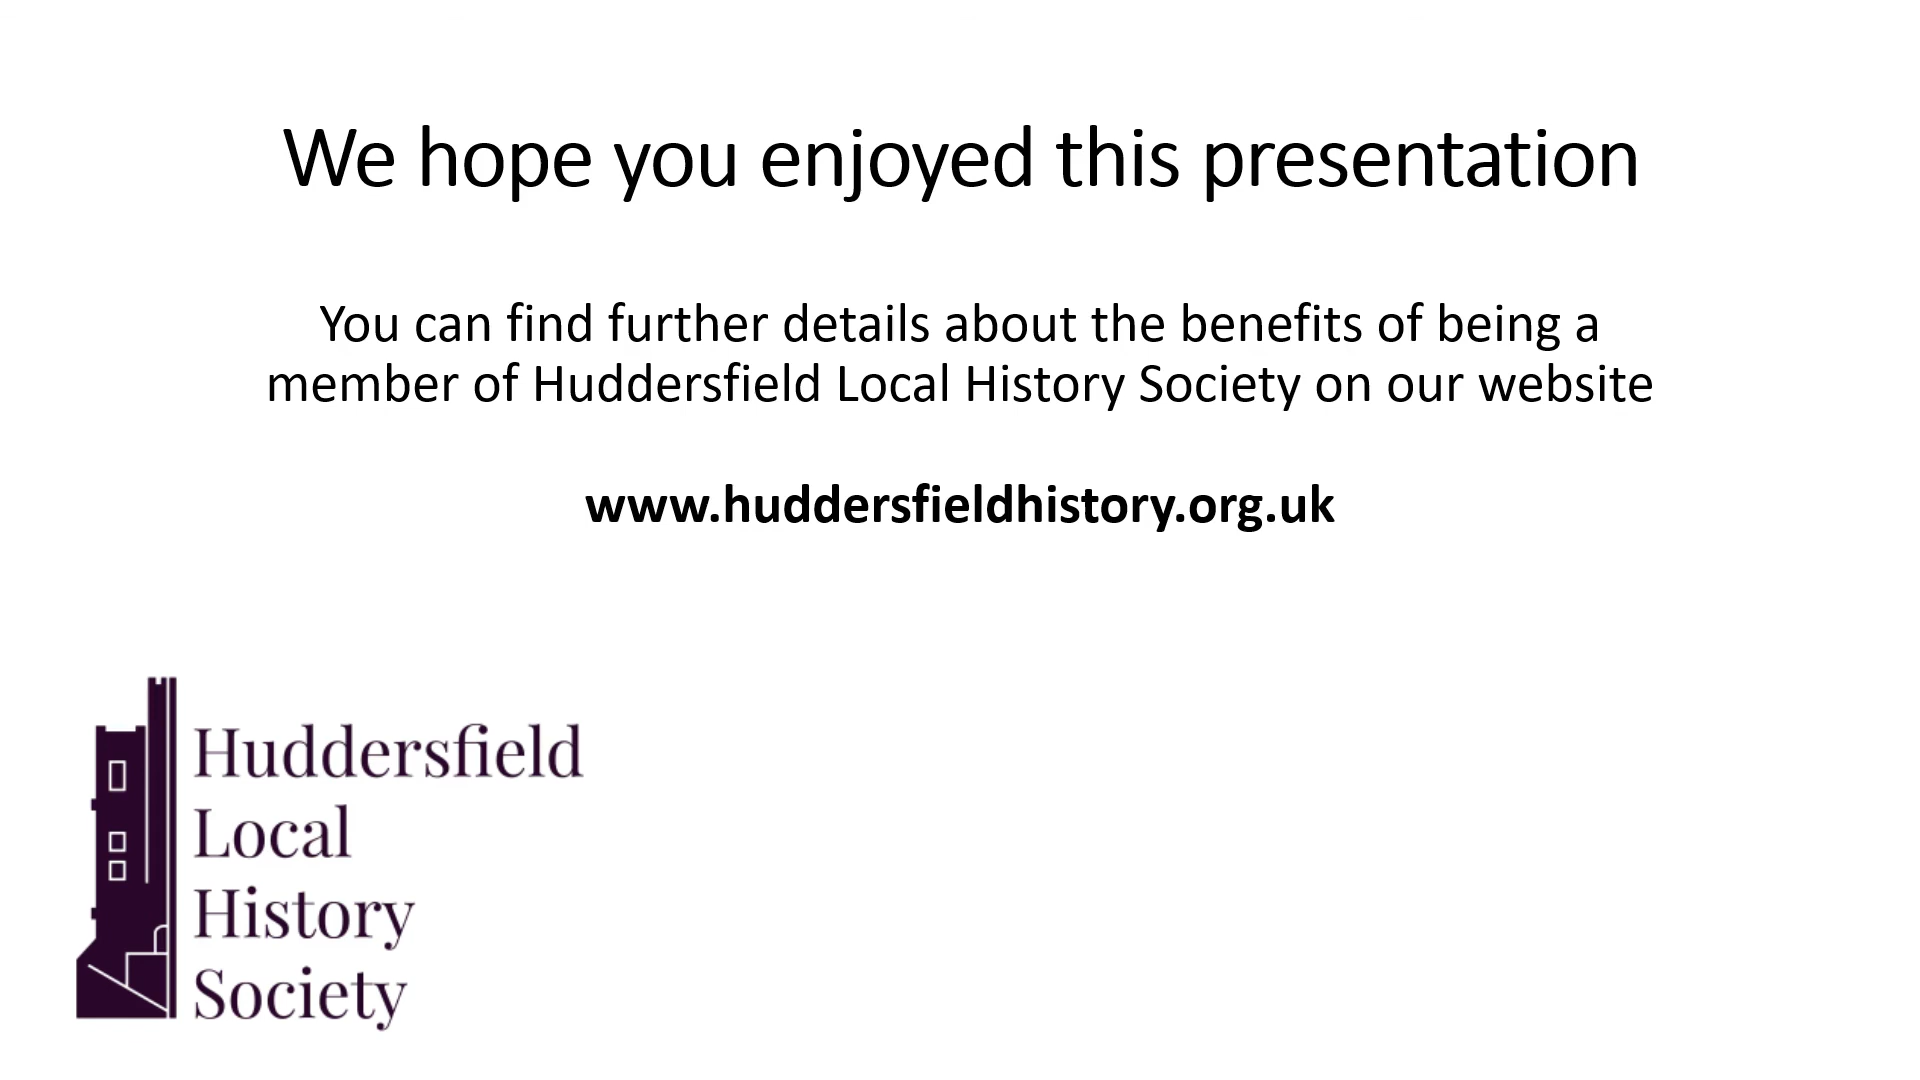 We hope you enjoyed this presentation
You can find further details about the benefits of being a
member of Huddersfield Local History Society on our website
www.huddersfieldhistory.org.uk
Huddersfield
Local
History
Society